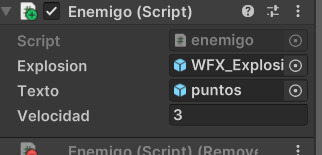 Enemigo (Script)
Script enemigo
Explosion WFX_Explosi
Texto puntos
Velocidad 3
Enemigo (Script) (Remove